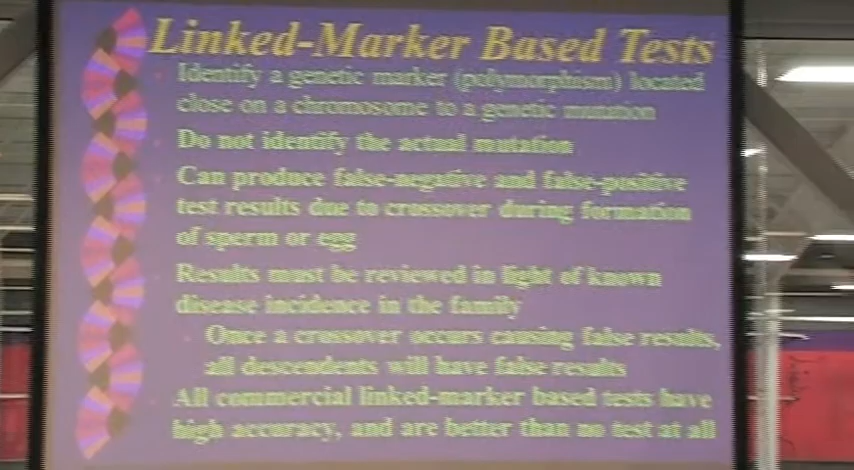 Linked-Marker Based Tests
Identify a genetic marker (polymorphism) located
close on a chromosome to a genetic mutation
Do not identify the actual mutation
Can produce false-negative and false-positive
test results due to crossover during formation
of sperm or egg
Results must be reviewed in light of known
disease incidence in the family
Once a crossover occurs causing false results,
all descendents will have false results
All commercial linked-marker based tests have
high accuracy, and are better than no test at all